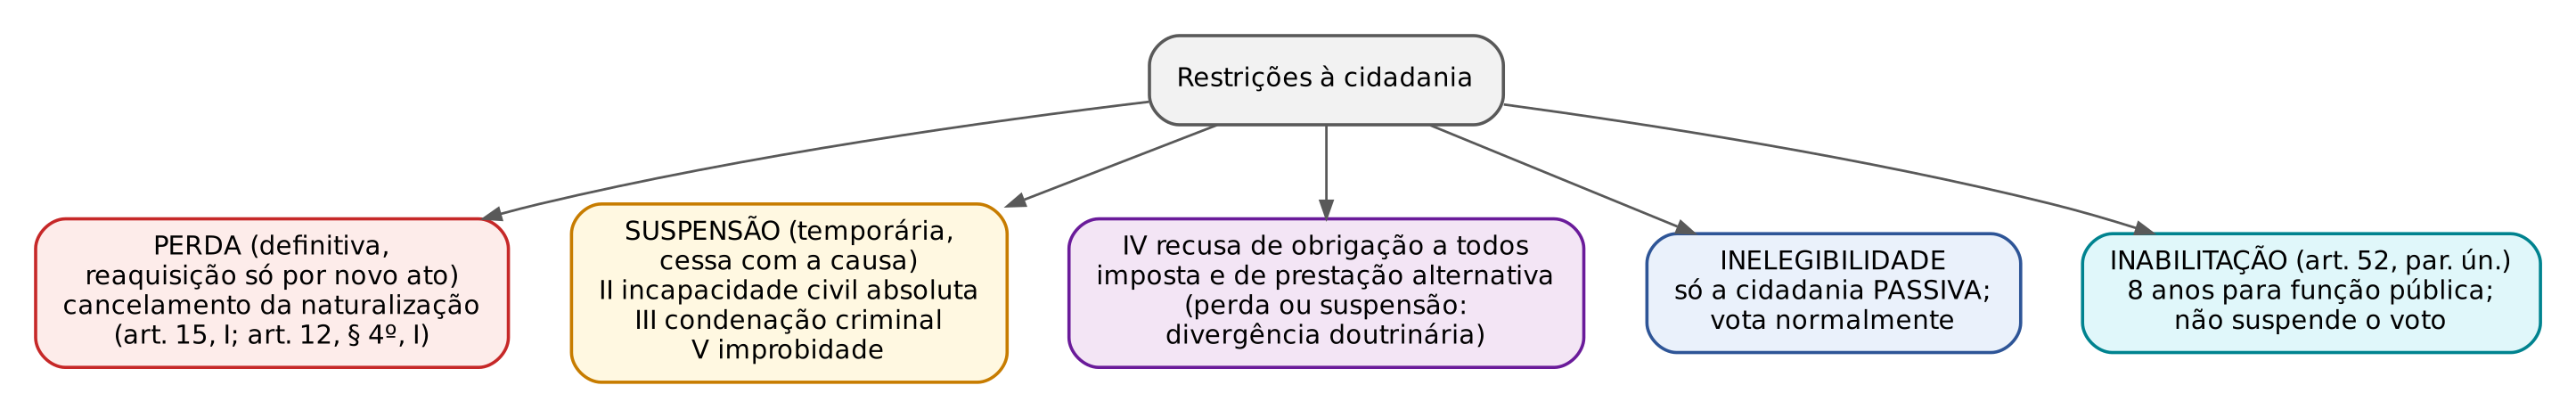 Restrições à cidadania
PERDA (definitiva,
reaquisição só por novo ato)
cancelamento da naturalização
(art. 15, I; art. 12, § 4º, I)
SUSPENSÃO (temporária,
cessa com a causa)
II incapacidade civil absoluta
III condenação criminal
V improbidade
IV recusa de obrigação a todos
imposta e de prestação alternativa
(perda ou suspensão:
divergência doutrinária)
INELEGIBILIDADE
só a cidadania PASSIVA;
vota normalmente
INABILITAÇÃO (art. 52, par. ún.)
8 anos para função pública;
não suspende o voto